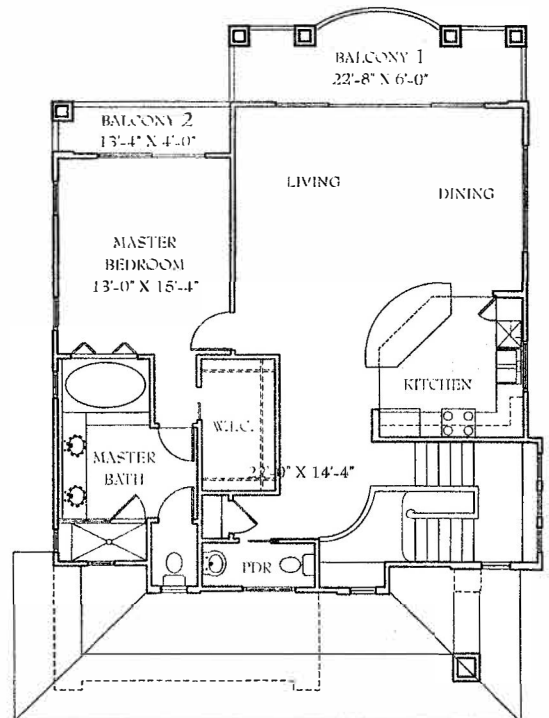 BALCONY 1
22'-8" X 6'-0"
BALCONY 2
13'-4" X 4'-0"
LIVING
DINING
MASTER
BEDROOM
13'-0" X 15'-4"
KITCHEN
W.I.C.
MASTER
BATH
X 14'-4"
PDR